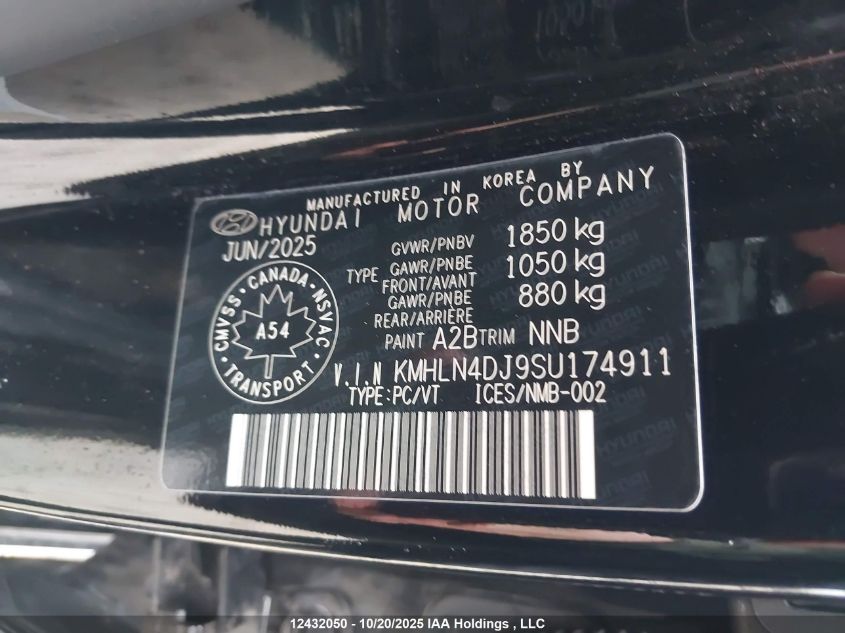 MANUFACTURED IN KOREA BY
HYUNDAI MOTOR COMPANY
JUN/2025
GVWR/PNBV 1850 kg
TYPE GAWR/PNBE 1050 kg
FRONT/AVANT
GAWR/PNBE 880 kg
REAR/ARRIÈRE
PAINT A2B TRIM NNB
CMVSS · CANADA · NSVAC
A54
TRANSPORT
V.I.N KMHLN4DJ9SU174911
TYPE:PC/VT ICES/NMB-002
12432050 - 10/20/2025 IAA Holdings , LLC